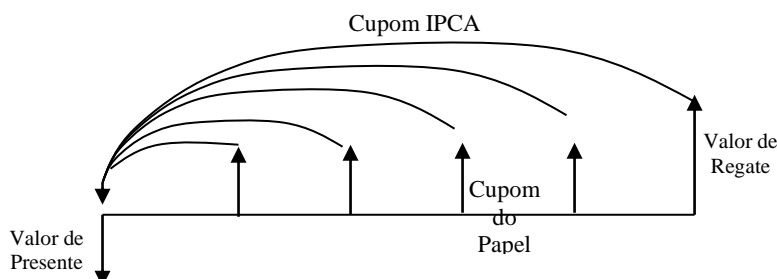 Cupom IPCA
Valor de
Regate
Cupom
do
Papel
Valor de
Presente